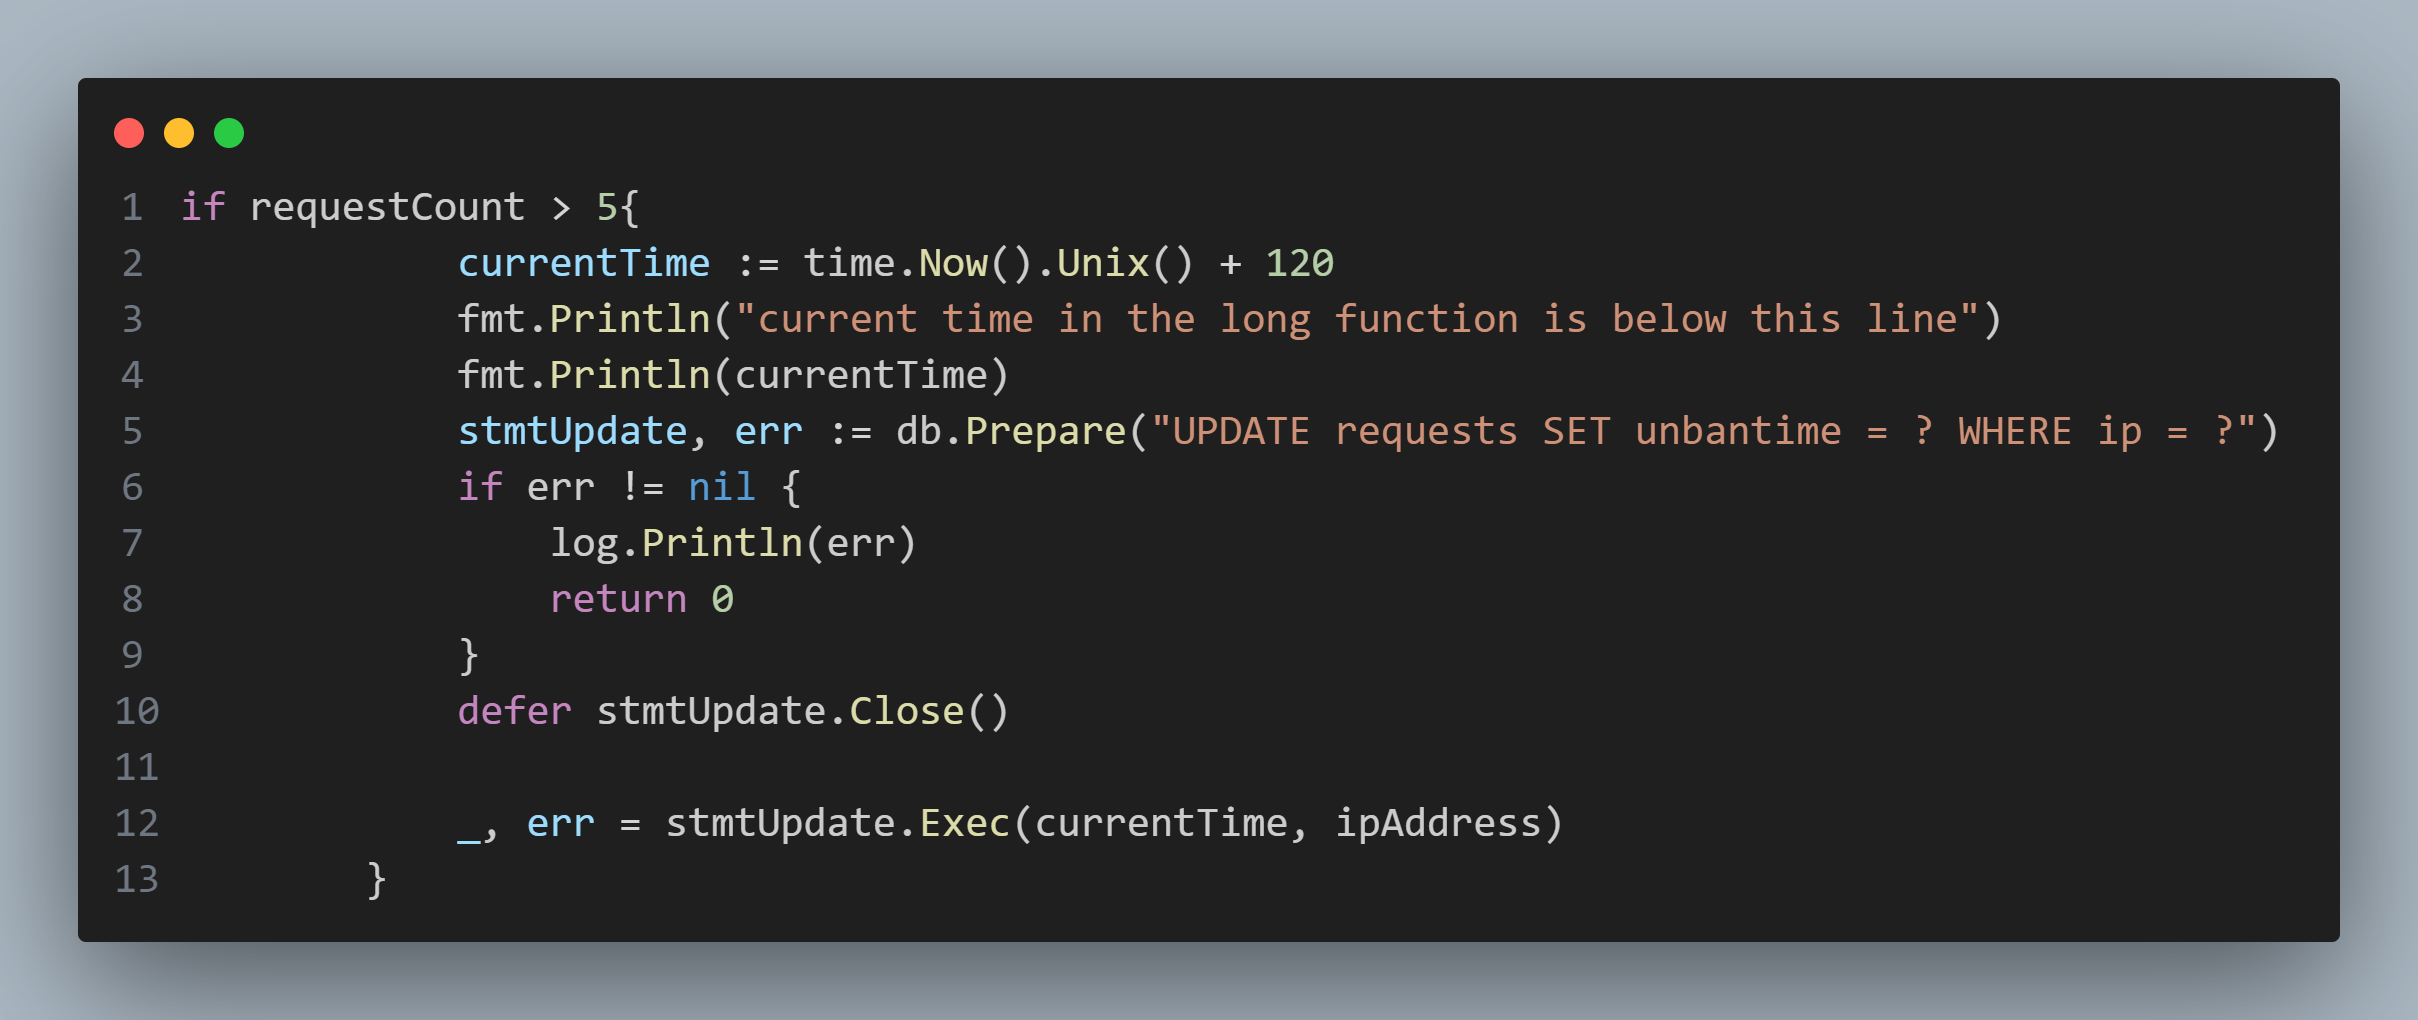 1 if requestCount > 5{
2 currentTime := time.Now().Unix() + 120
3 fmt.Println("current time in the long function is below this line")
4 fmt.Println(currentTime)
5 stmtUpdate, err := db.Prepare("UPDATE requests SET unbantime = ? WHERE ip = ?")
6 if err != nil {
7 log.Println(err)
8 return 0
9 }
10 defer stmtUpdate.Close()
11
12 _, err = stmtUpdate.Exec(currentTime, ipAddress)
13 }